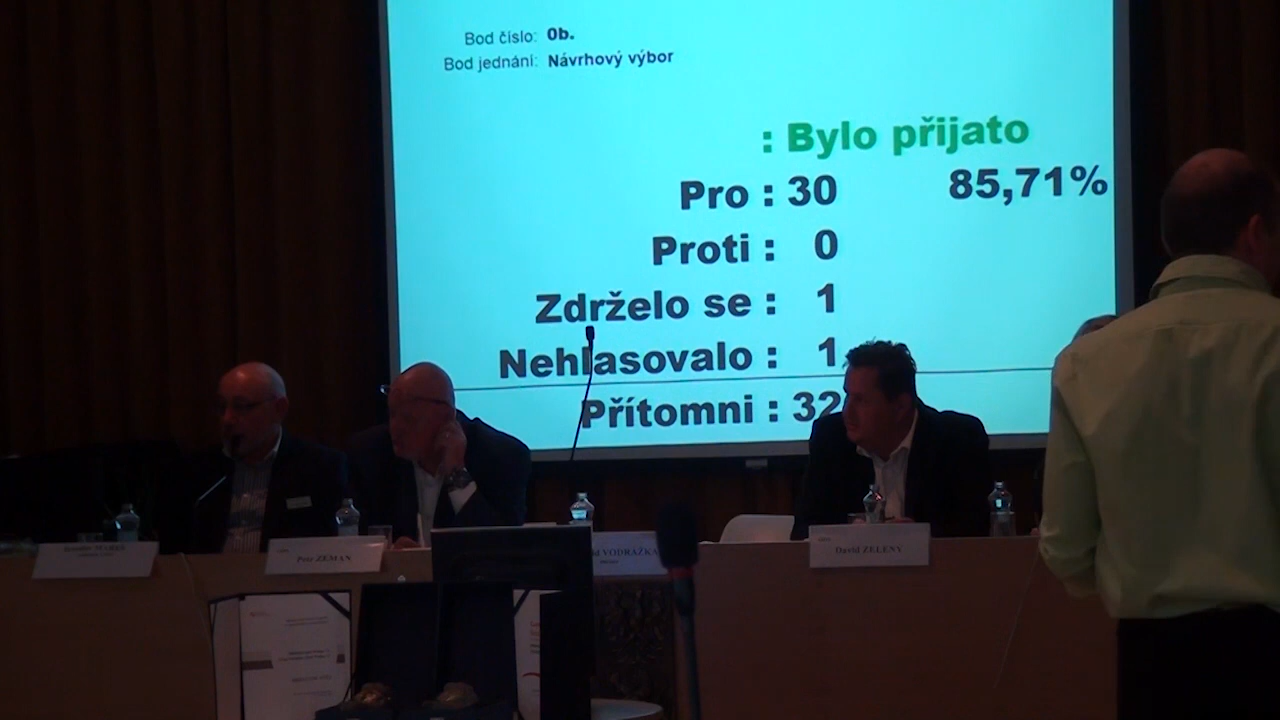 Bod číslo: 0b.
Bod jednání: Návrhový výbor
: Bylo přijato
Pro : 30 85,71%
Proti : 0
Zdrželo se : 1
Nehlasovalo : 1
Přítomni : 32
Petr ZEMAN
VODRÁŽKA
David ZELENÝ